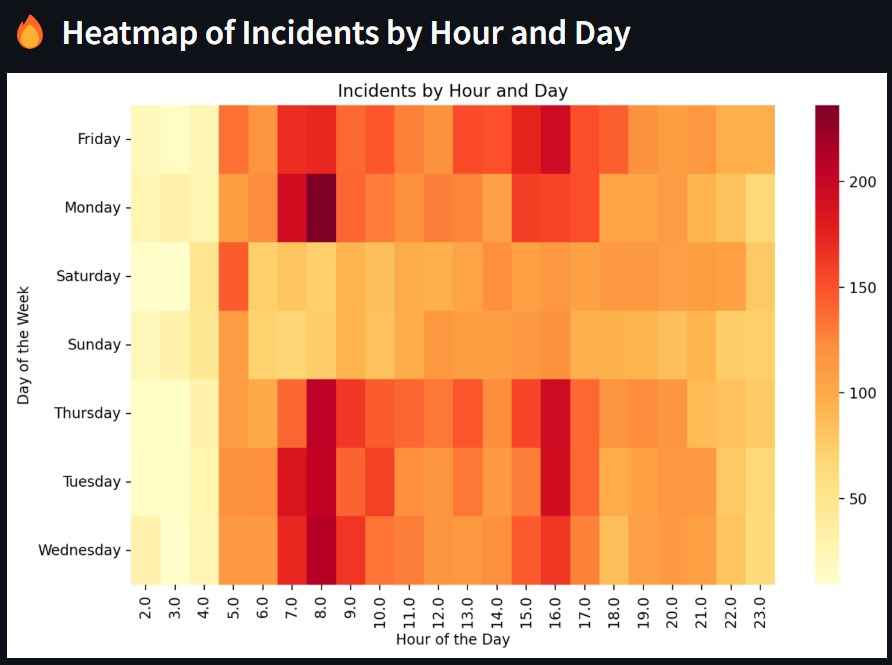 🔥 Heatmap of Incidents by Hour and Day
Incidents by Hour and Day
Friday
Monday
Saturday
Sunday
Thursday
Tuesday
Wednesday
Day of the Week
2.0 3.0 4.0 5.0 6.0 7.0 8.0 9.0 10.0 11.0 12.0 13.0 14.0 15.0 16.0 17.0 18.0 19.0 20.0 21.0 22.0 23.0
Hour of the Day
200
150
100
50